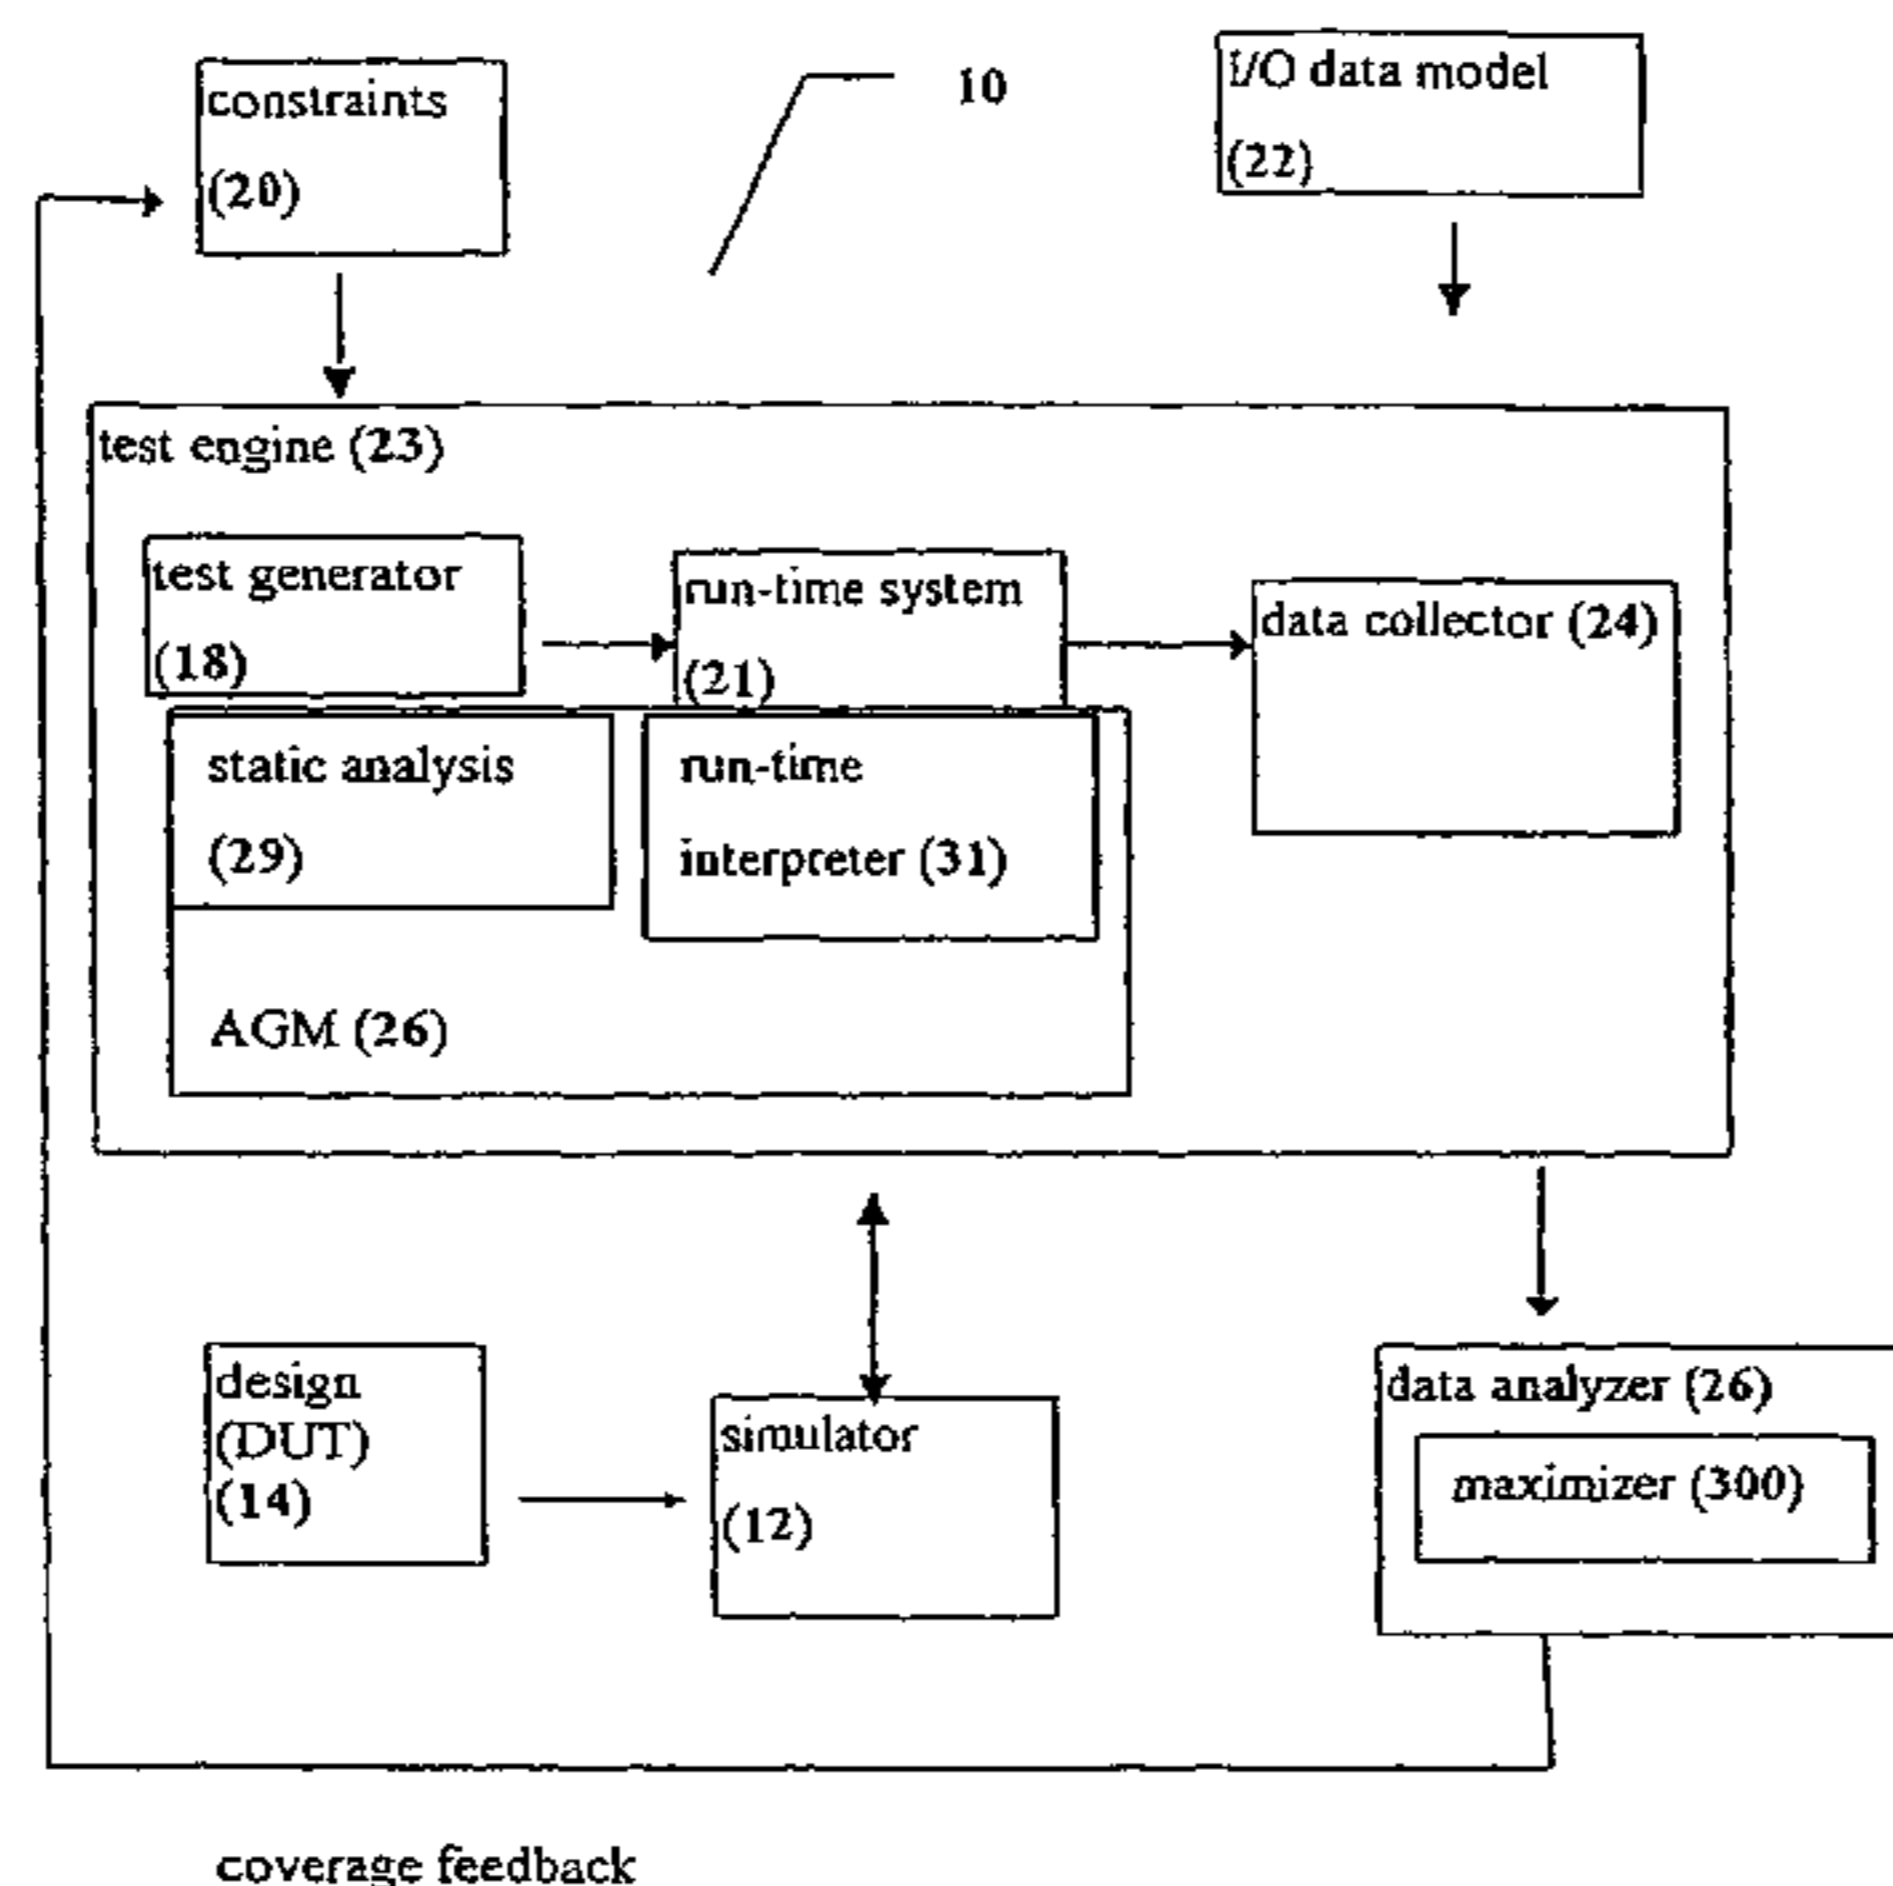 constraints
(20)
10
i/O data model
(22)
test engine (23)
test generator
(18)
run-time system
(21)
data collector (24)
static analysis
(29)
run-time
interpreter (31)
AGM (26)
design
(DUT)
(14)
simulator
(12)
data analyzer (26)
maximizer (300)
coverage feedback